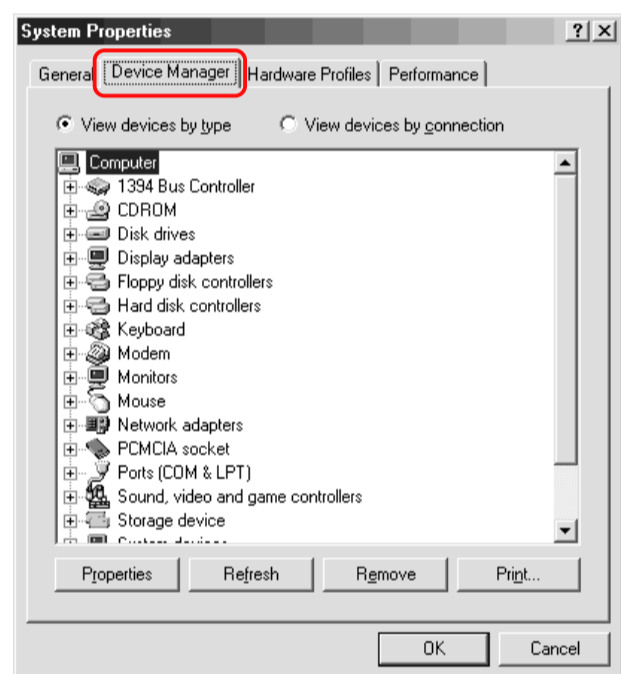 System Properties
General Device Manager Hardware Profiles Performance
View devices by type View devices by connection
Computer
1394 Bus Controller
CDROM
Disk drives
Display adapters
Floppy disk controllers
Hard disk controllers
Keyboard
Modem
Monitors
Mouse
Network adapters
PCMCIA socket
Ports (COM & LPT)
Sound, video and game controllers
Storage device
System devices
Properties Refresh Remove Print...
OK Cancel